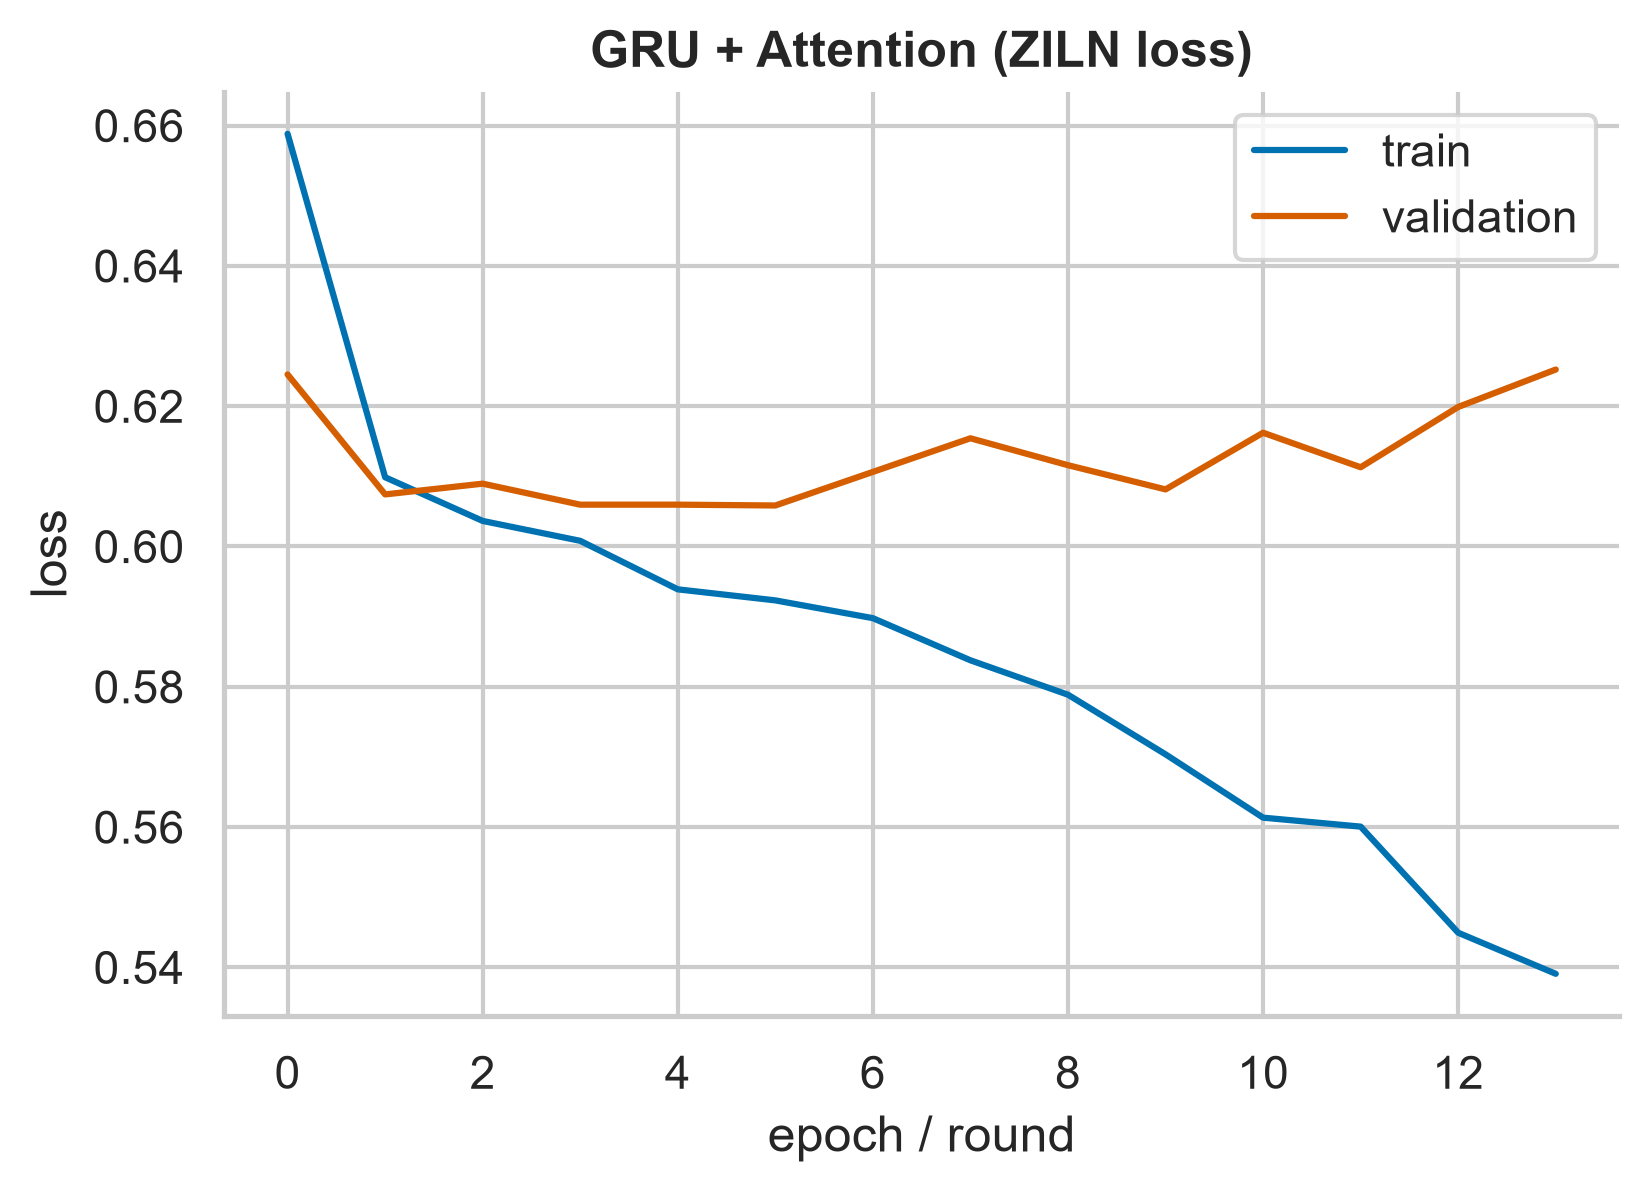 GRU + Attention (ZILN loss)
train
validation
0.66
0.64
0.62
0.60
0.58
0.56
0.54
loss
0 2 4 6 8 10 12
epoch / round